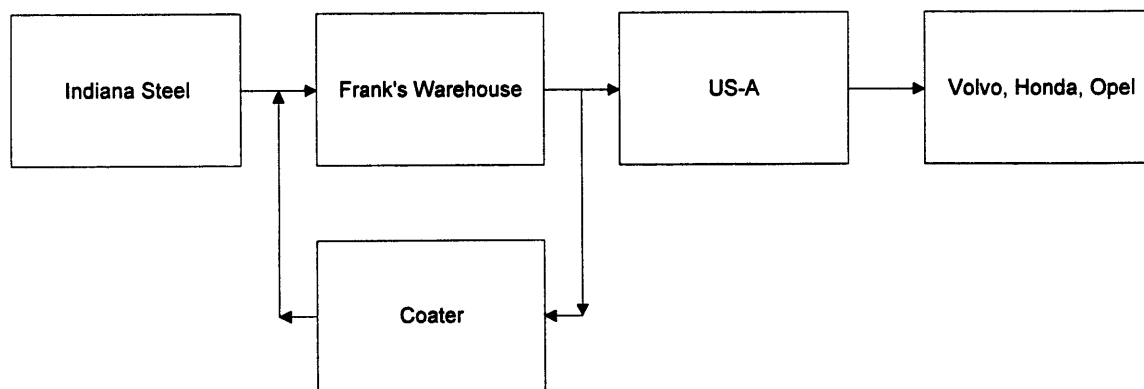 Indiana Steel
Frank's Warehouse
US-A
Volvo, Honda, Opel
Coater